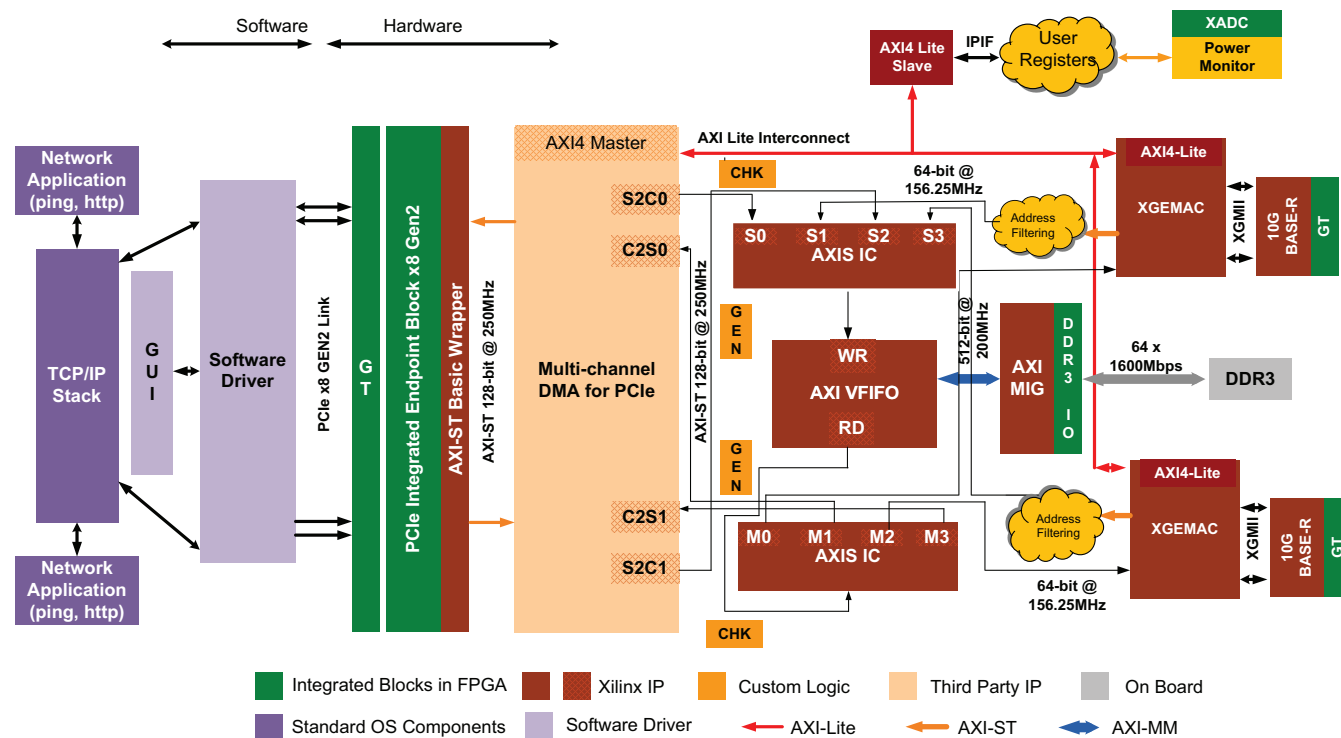 Software
Hardware
XADC
Power
Monitor
AXI4 Lite
Slave
IPIF
User
Registers
Network
Application
(ping, http)
TCP/IP
Stack
Network
Application
(ping, http)
G
U
I
Software
Driver
PCIe x8 GEN2 Link
GT
PCIe Integrated Endpoint Block x8 Gen2
AXI-ST Basic Wrapper
AXI-ST 128-bit @ 250MHz
AXI4 Master
S2C0
C2S0
Multi-channel
DMA for PCIe
C2S1
S2C1
AXI-ST 128-bit @ 250MHz
AXI Lite Interconnect
CHK
G
E
N
G
E
N
CHK
64-bit @
156.25MHz
S0
S1
S2
S3
AXIS IC
WR
AXI VFIFO
RD
M0
M1
M2
M3
AXIS IC
512-bit @
200MHz
AXI
MIG
DDR3 IO
64 x
1600Mbps
DDR3
Address
Filtering
AXI4-Lite
XGEMAC
XGMII
10G
BASE-R
GT
Address
Filtering
AXI4-Lite
XGEMAC
XGMII
10G
BASE-R
GT
64-bit @
156.25MHz
Integrated Blocks in FPGA
Xilinx IP
Custom Logic
Third Party IP
On Board
Standard OS Components
Software Driver
AXI-Lite
AXI-ST
AXI-MM